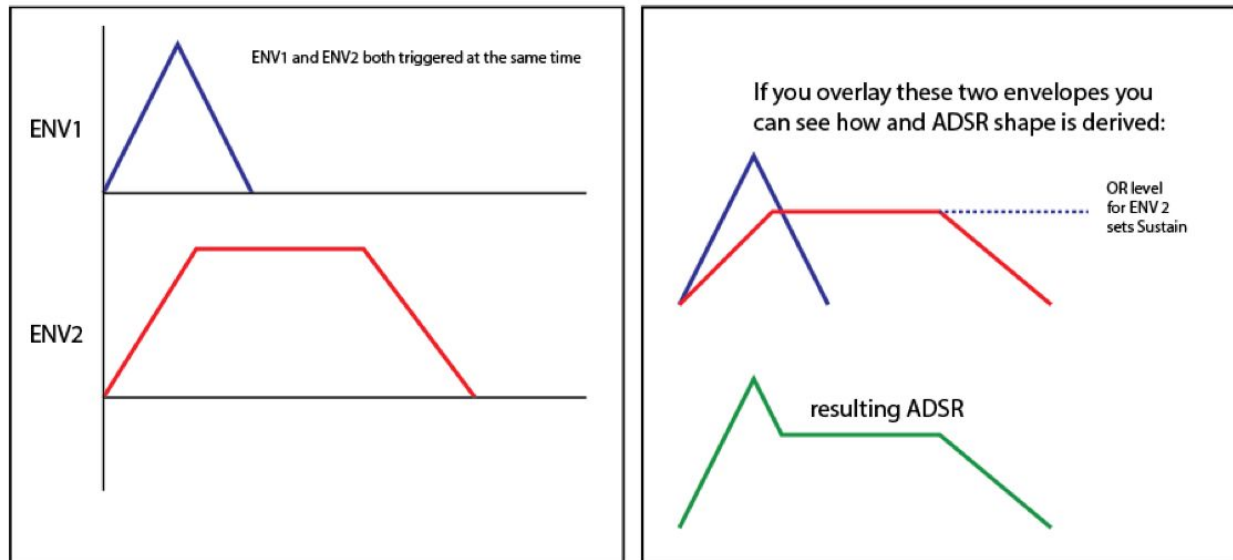 ENV1 and ENV2 both triggered at the same time
ENV1
ENV2
If you overlay these two envelopes you
can see how and ADSR shape is derived:
OR level
for ENV 2
sets Sustain
resulting ADSR